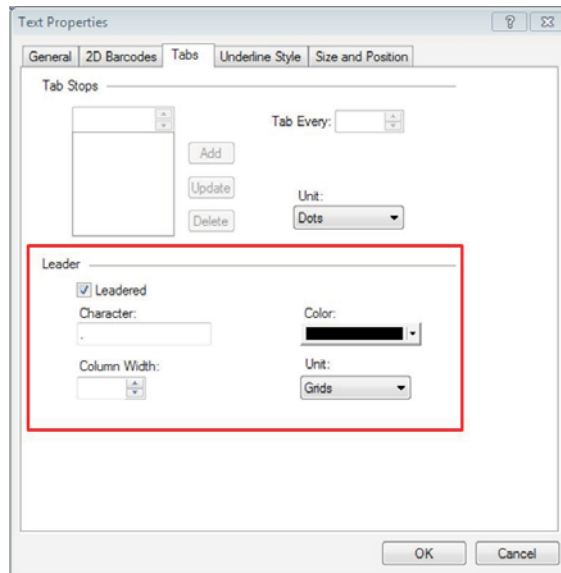 Text Properties
General 2D Barcodes Tabs Underline Style Size and Position
Tab Stops
Tab Every:
Add
Update
Unit:
Delete
Dots
Leader
Leadered
Character:
Color:
.
Column Width:
Unit:
Grids
OK
Cancel